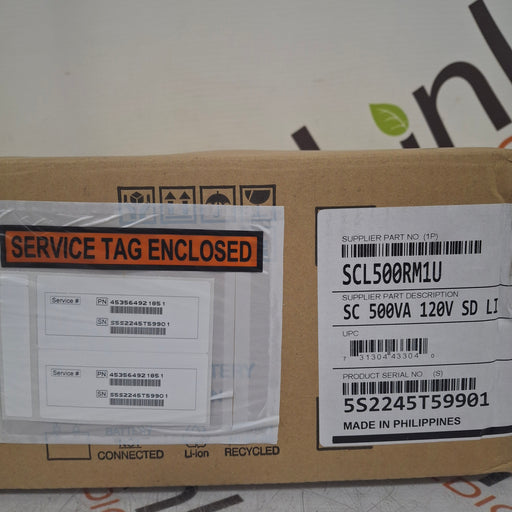 SERVICE TAG ENCLOSED
Service # PN 453564921051
SN 5S2245T59901
Service # PN 453564921051
SN 5S2245T59901
CONNECTED Li-ion RECYCLED
SUPPLIER PART NO (1P)
SCL500RM1U
SUPPLIER PART DESCRIPTION
SC 500VA 120V SD LI
UPC
7 31304 43304 0
PRODUCT SERIAL NO. (S)
5S2245T59901
MADE IN PHILIPPINES